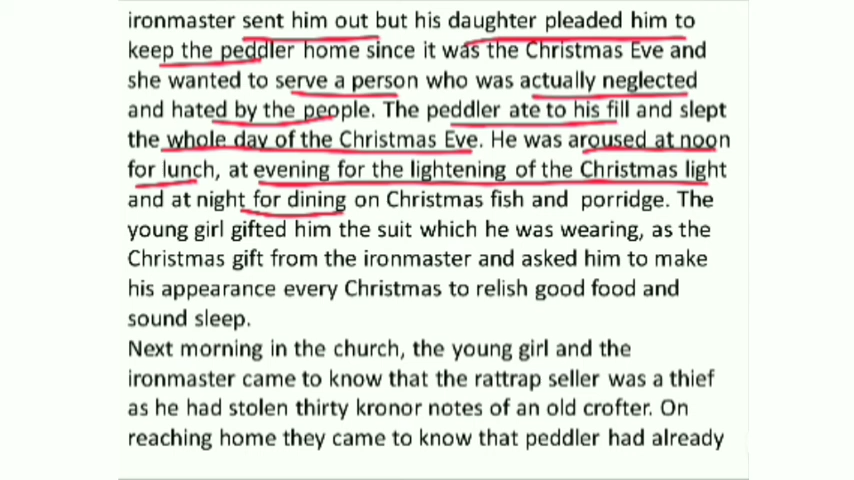 ironmaster sent him out but his daughter pleaded him to
keep the peddler home since it was the Christmas Eve and
she wanted to serve a person who was actually neglected
and hated by the people. The peddler ate to his fill and slept
the whole day of the Christmas Eve. He was aroused at noon
for lunch, at evening for the lightening of the Christmas light
and at night for dining on Christmas fish and porridge. The
young girl gifted him the suit which he was wearing, as the
Christmas gift from the ironmaster and asked him to make
his appearance every Christmas to relish good food and
sound sleep.
Next morning in the church, the young girl and the
ironmaster came to know that the rattrap seller was a thief
as he had stolen thirty kronor notes of an old crofter. On
reaching home they came to know that peddler had already